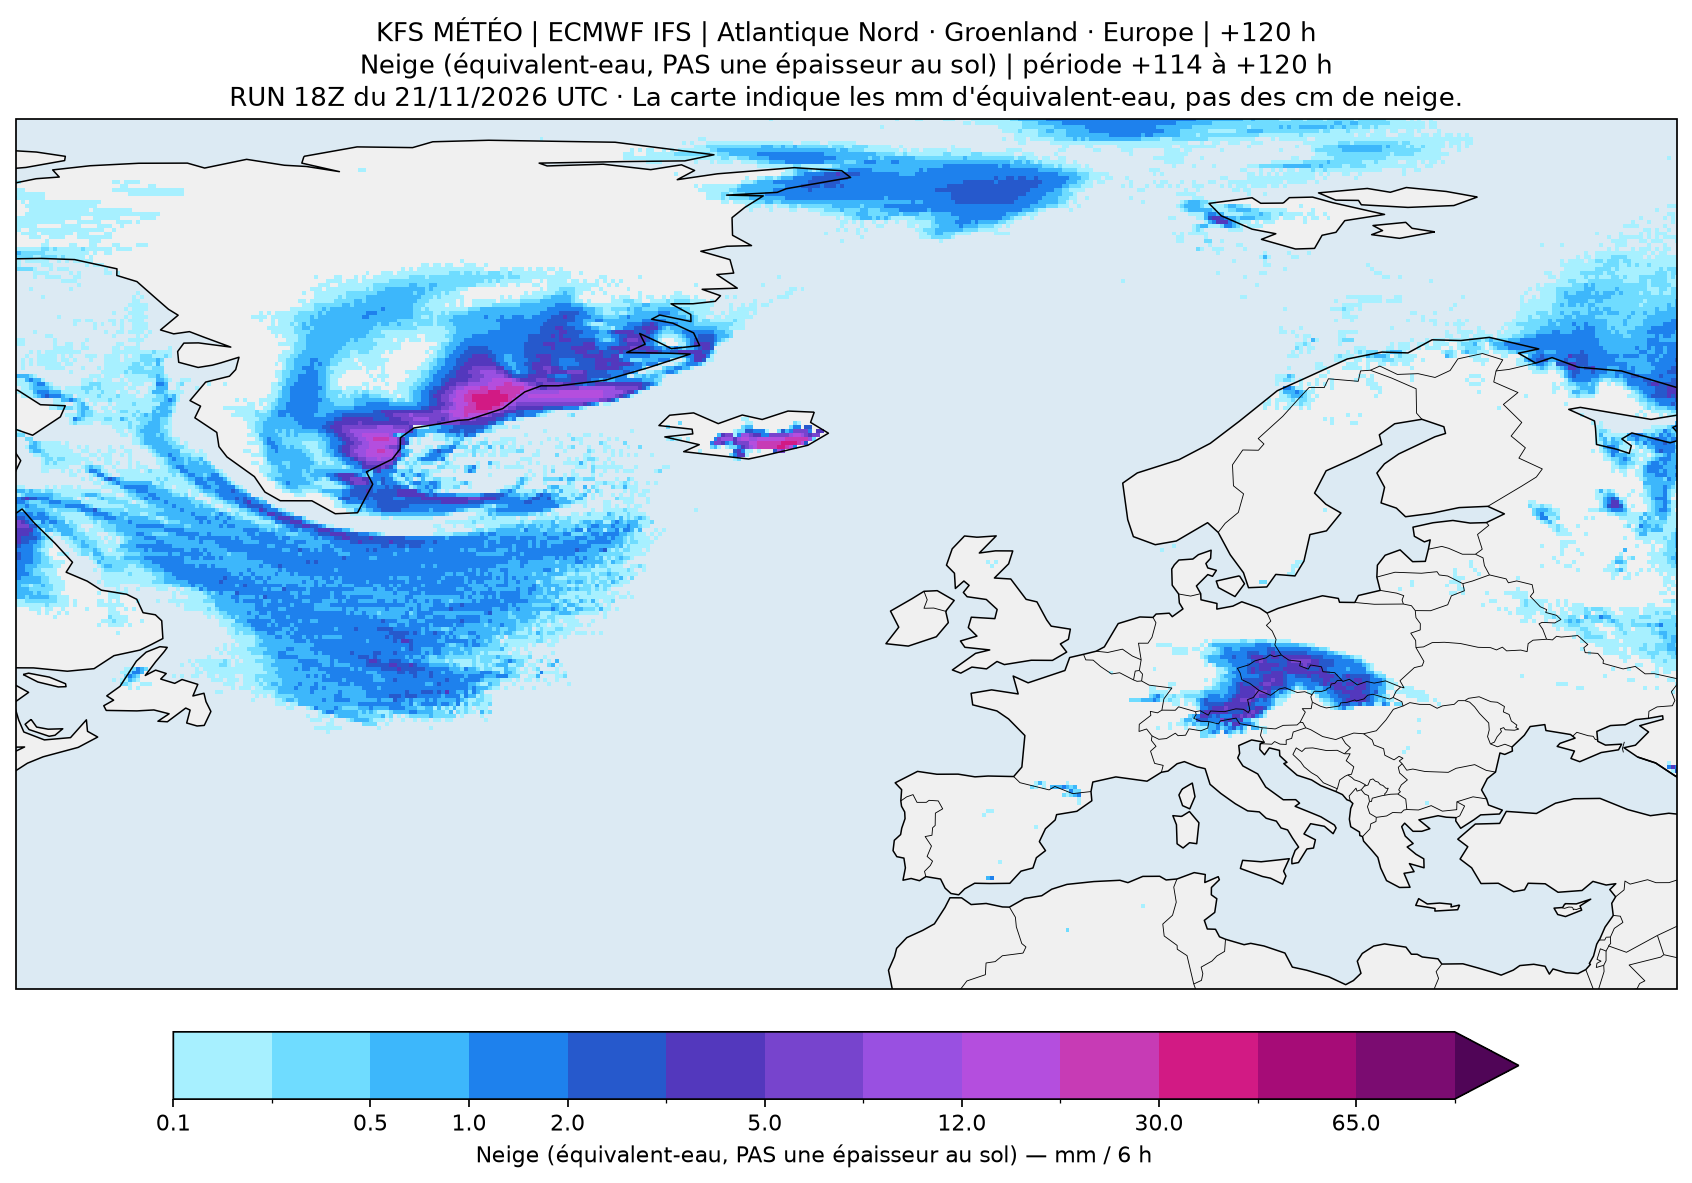 KFS MÉTÉO | ECMWF IFS | Atlantique Nord · Groenland · Europe | +120 h
Neige (équivalent-eau, PAS une épaisseur au sol) | période +114 à +120 h
RUN 18Z du 21/11/2026 UTC · La carte indique les mm d'équivalent-eau, pas des cm de neige.
0.1 0.5 1.0 2.0 5.0 12.0 30.0 65.0
Neige (équivalent-eau, PAS une épaisseur au sol) — mm / 6 h